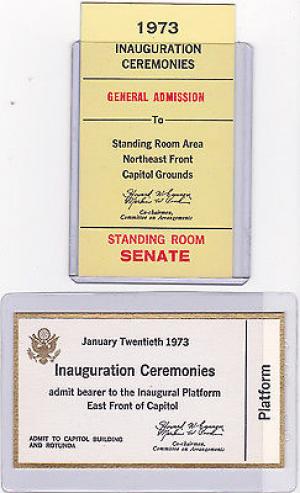 1973
INAUGURATION
CEREMONIES
GENERAL ADMISSION
To
Standing Room Area
Northeast Front
Capitol Grounds
Co-chairmen,
Committee on Arrangements
STANDING ROOM
SENATE
January Twentieth 1973
Inauguration Ceremonies
admit bearer to the Inaugural Platform
East Front of Capitol
ADMIT TO CAPITOL BUILDING
AND ROTUNDA
Co-chairmen,
Committee on Arrangements
Platform